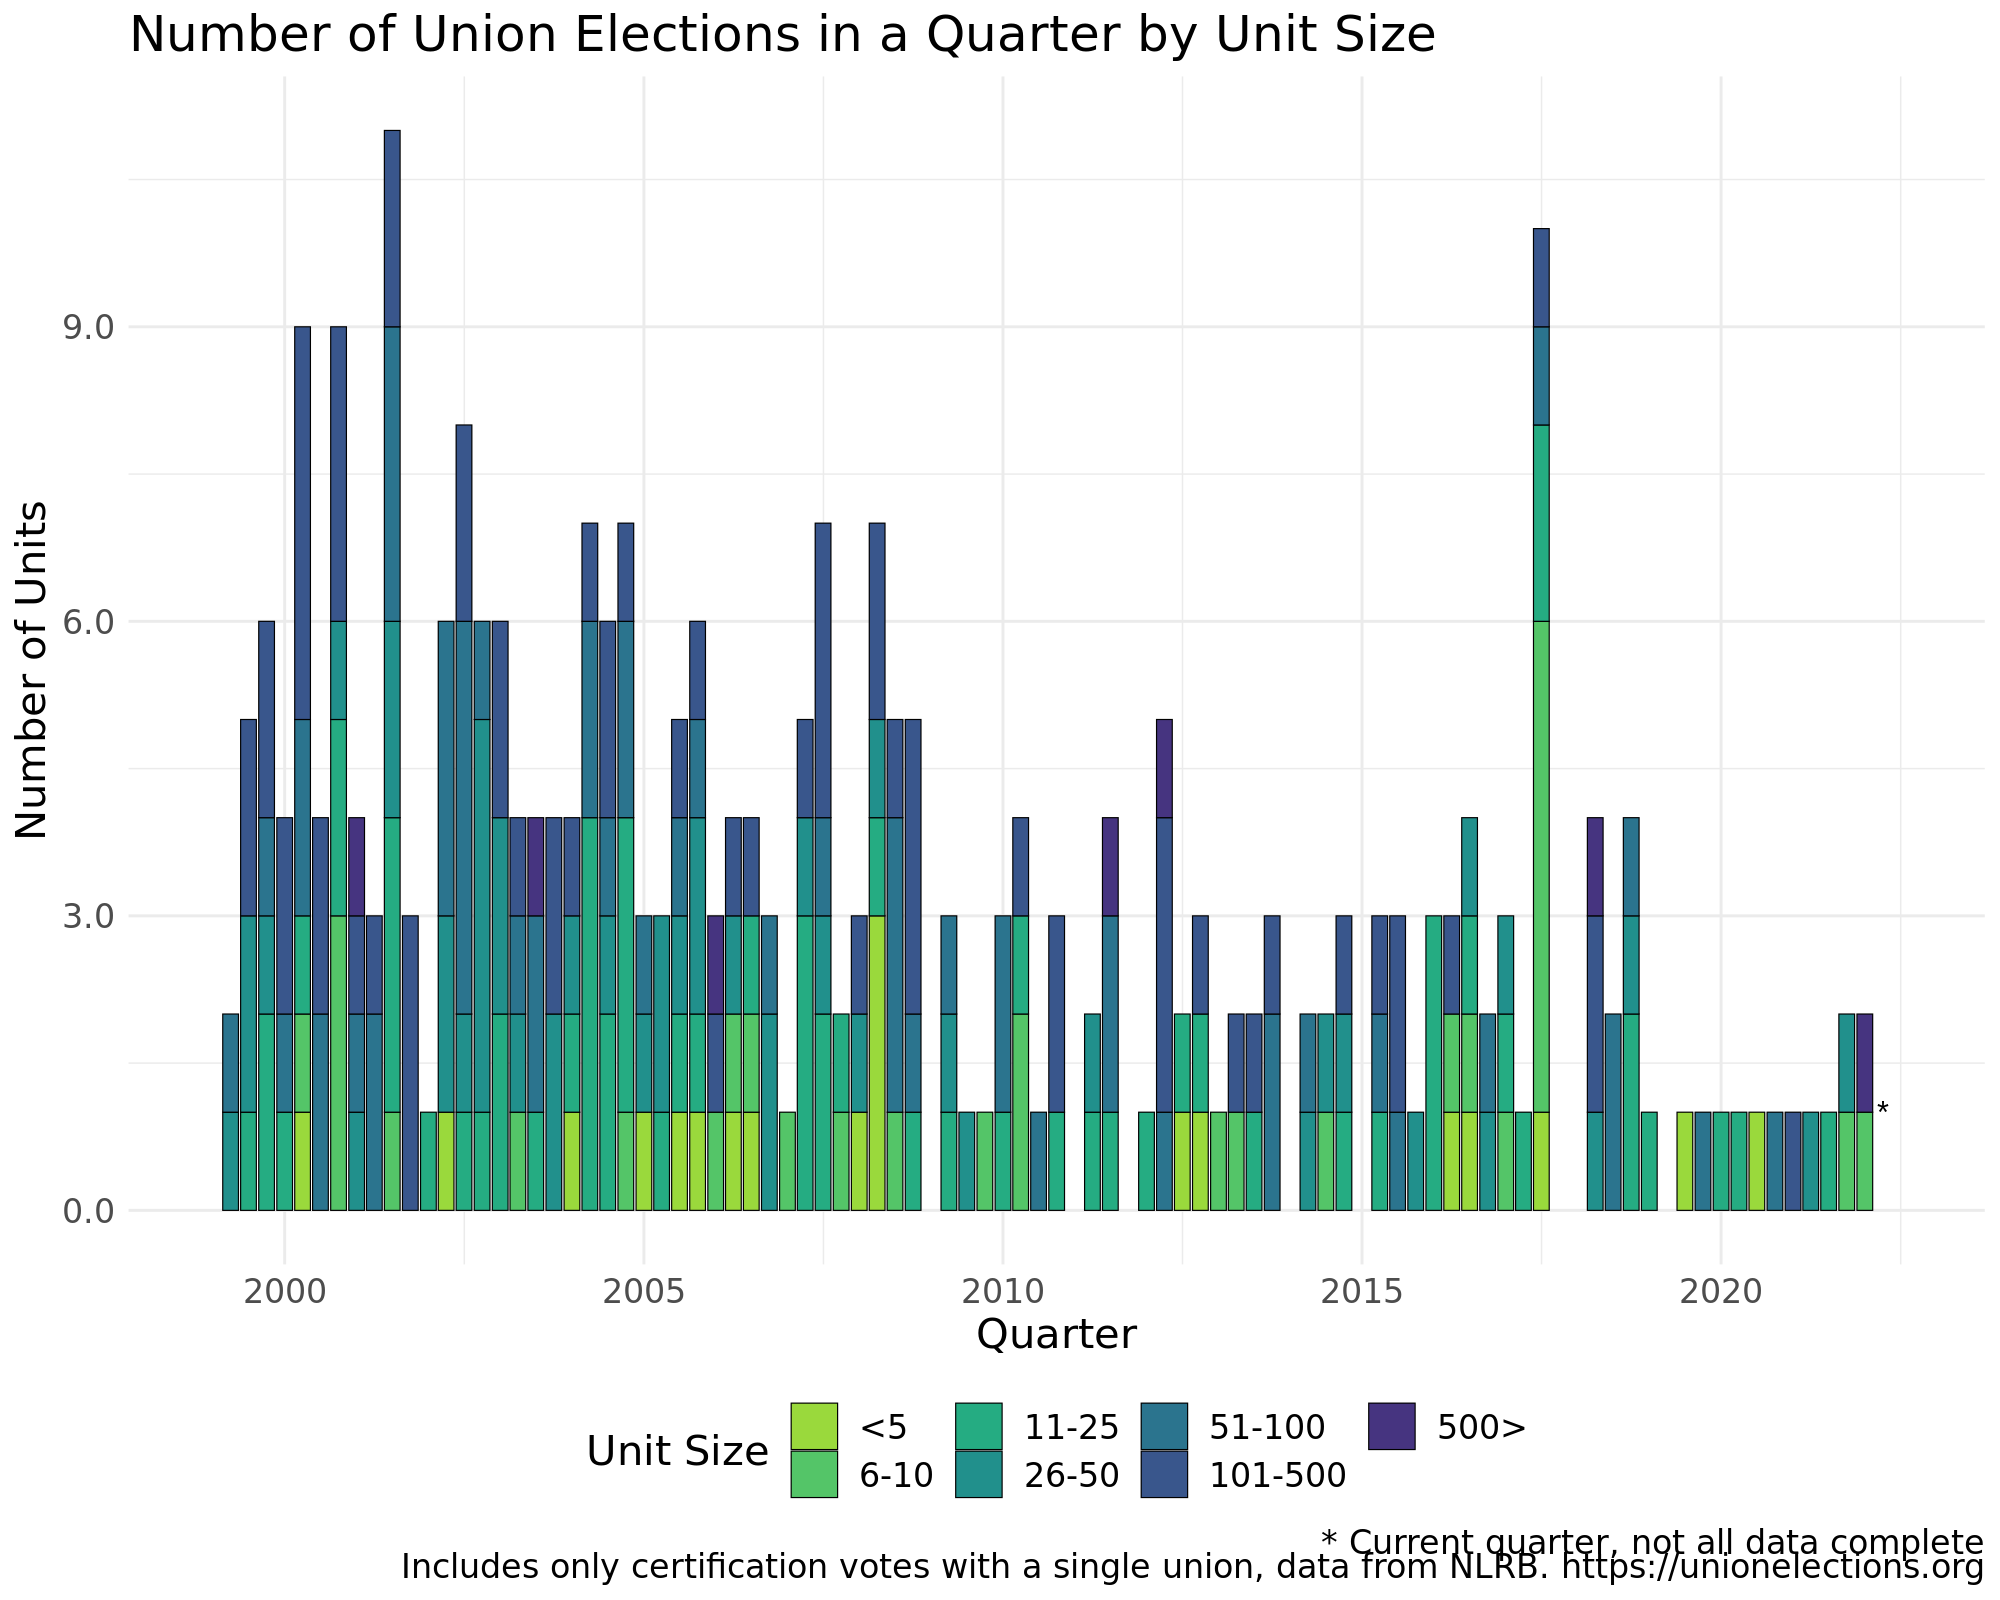 Number of Union Elections in a Quarter by Unit Size
Number of Units
9.0
6.0
3.0
0.0
*
2000 2005 2010 2015 2020
Quarter
Unit Size
<5 11-25 51-100 500>
6-10 26-50 101-500
* Current quarter, not all data complete
Includes only certification votes with a single union, data from NLRB. https://unionelections.org